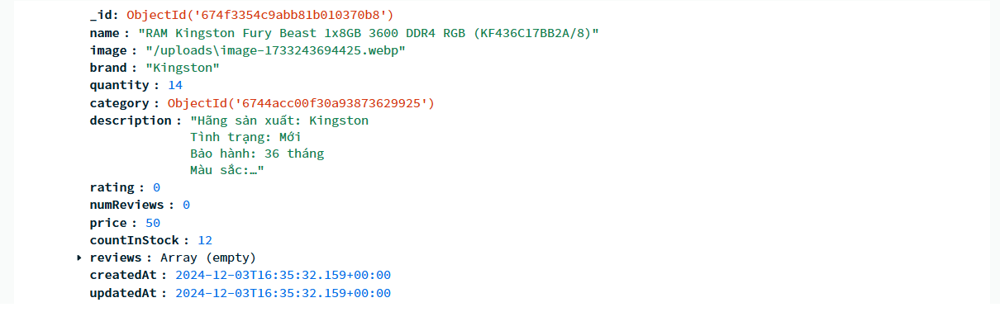 _id: ObjectId('674f3354c9abb81b010370b8')
name : "RAM Kingston Fury Beast 1x8GB 3600 DDR4 RGB (KF436C17BB2A/8)"
image : "/uploads\image-1733243694425.webp"
brand : "Kingston"
quantity : 14
category : ObjectId('6744acc00f30a93873629925')
description : "Hãng sản xuất: Kingston
Tình trạng: Mới
Bảo hành: 36 tháng
Màu sắc:…"
rating : 0
numReviews : 0
price : 50
countInStock : 12
reviews : Array (empty)
createdAt : 2024-12-03T16:35:32.159+00:00
updatedAt : 2024-12-03T16:35:32.159+00:00